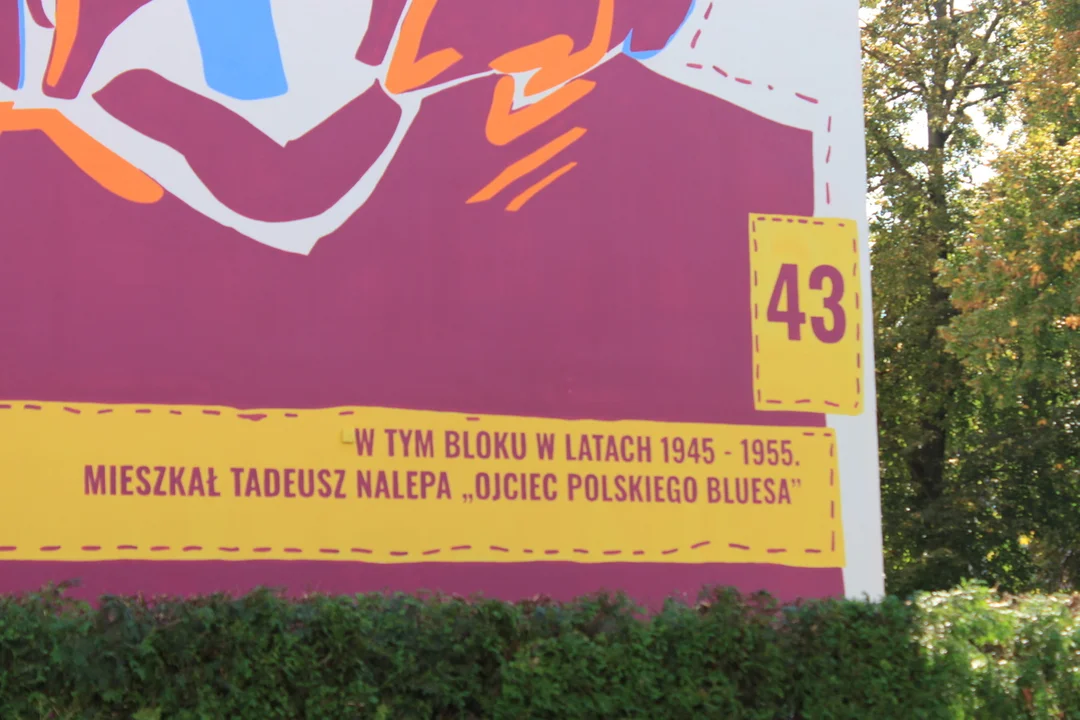 43
W TYM BLOKU W LATACH 1945 - 1955.
MIESZKAŁ TADEUSZ NALEPA „OJCIEC POLSKIEGO BLUESA”